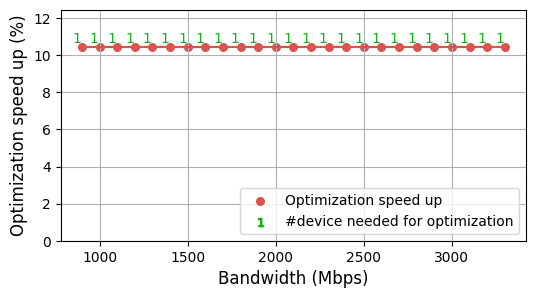 12
1 1 1 1 1 1 1 1 1 1 1 1 1 1 1 1 1 1 1 1 1 1 1 1 1
10
8
6
4
2
0
Optimization speed up (%)
Optimization speed up
1 #device needed for optimization
1000 1500 2000 2500 3000
Bandwidth (Mbps)